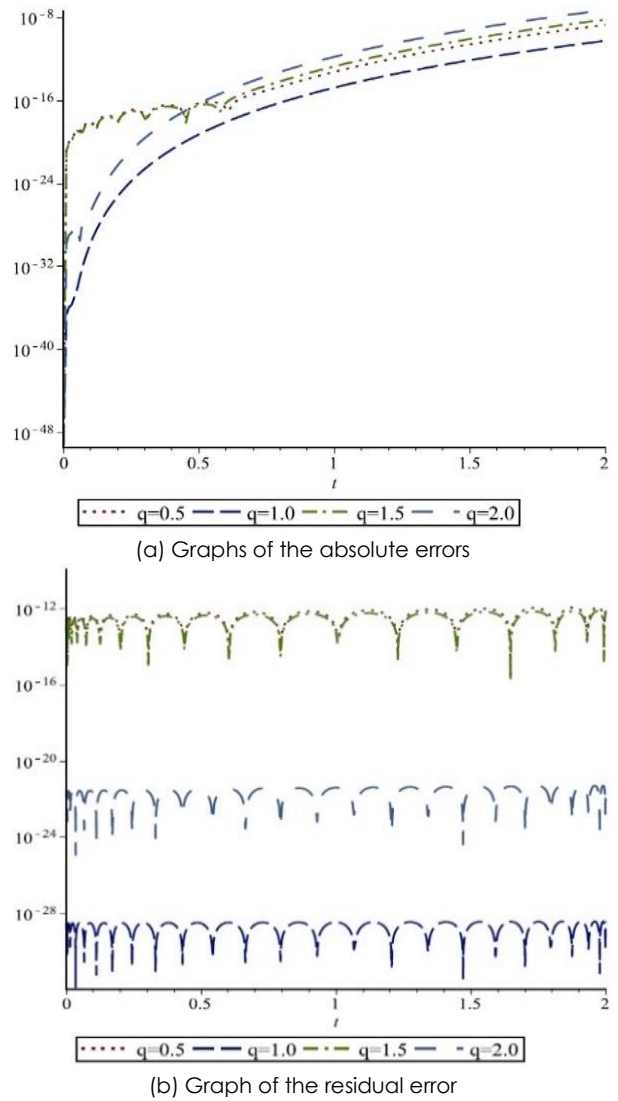 10^-8
10^-16
10^-24
10^-32
10^-40
10^-48
0 0.5 1 1.5 2
t
q=0.5 q=1.0 q=1.5 q=2.0
(a) Graphs of the absolute errors
10^-12
10^-16
10^-20
10^-24
10^-28
0 0.5 1 1.5 2
t
q=0.5 q=1.0 q=1.5 q=2.0
(b) Graph of the residual error